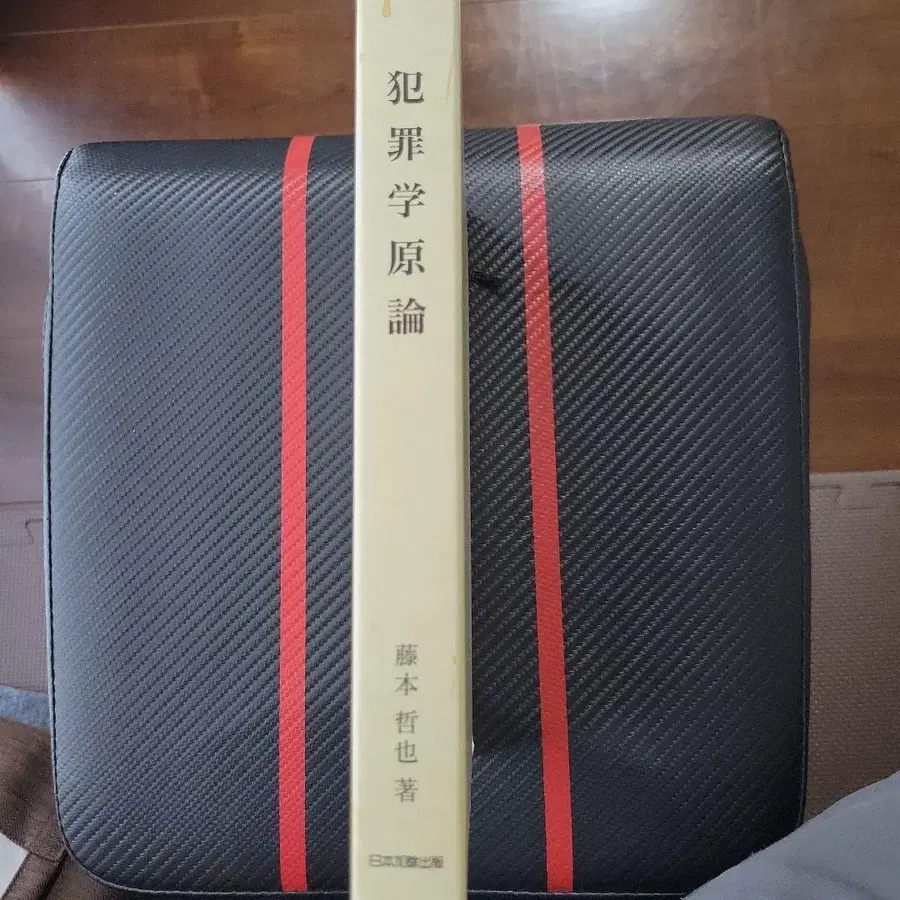 犯罪学原論
藤本哲也 著
日本加除出版